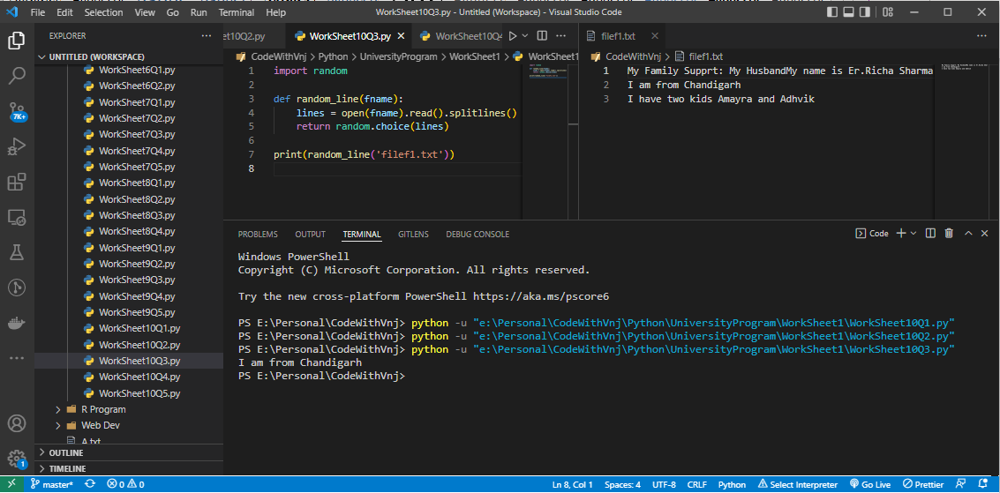 File Edit Selection View Go Run Terminal Help WorkSheet10Q3.py - Untitled (Workspace) - Visual Studio Code
EXPLORER
UNTITLED (WORKSPACE)
WorkSheet6Q1.py
WorkSheet6Q2.py
WorkSheet7Q1.py
WorkSheet7Q2.py
WorkSheet7Q3.py
WorkSheet7Q4.py
WorkSheet7Q5.py
WorkSheet8Q1.py
WorkSheet8Q2.py
WorkSheet8Q3.py
WorkSheet8Q4.py
WorkSheet9Q1.py
WorkSheet9Q2.py
WorkSheet9Q3.py
WorkSheet9Q4.py
WorkSheet9Q5.py
WorkSheet10Q1.py
WorkSheet10Q2.py
WorkSheet10Q3.py
WorkSheet10Q4.py
WorkSheet10Q5.py
R Program
Web Dev
A.txt
OUTLINE
TIMELINE
7K+
1
et10Q2.py WorkSheet10Q3.py WorkSheet10Q4
CodeWithVnj > Python > UniversityProgram > WorkSheet1 > WorkSheet1
1 import random
2
3 def random_line(fname):
4 lines = open(fname).read().splitlines()
5 return random.choice(lines)
6
7 print(random_line('filef1.txt'))
8
filef1.txt
CodeWithVnj > filef1.txt
1 My Family Supprt: My HusbandMy name is Er.Richa Sharma
2 I am from Chandigarh
3 I have two kids Amayra and Adhvik
PROBLEMS OUTPUT TERMINAL GITLENS DEBUG CONSOLE Code
Windows PowerShell
Copyright (C) Microsoft Corporation. All rights reserved.
Try the new cross-platform PowerShell https://aka.ms/pscore6
PS E:\Personal\CodeWithVnj> python -u "e:\Personal\CodeWithVnj\Python\UniversityProgram\WorkSheet1\WorkSheet10Q1.py"
PS E:\Personal\CodeWithVnj> python -u "e:\Personal\CodeWithVnj\Python\UniversityProgram\WorkSheet1\WorkSheet10Q2.py"
PS E:\Personal\CodeWithVnj> python -u "e:\Personal\CodeWithVnj\Python\UniversityProgram\WorkSheet1\WorkSheet10Q3.py"
I am from Chandigarh
PS E:\Personal\CodeWithVnj>
master* 0 0 Ln 8, Col 1 Spaces: 4 UTF-8 CRLF Python Select Interpreter Go Live Prettier